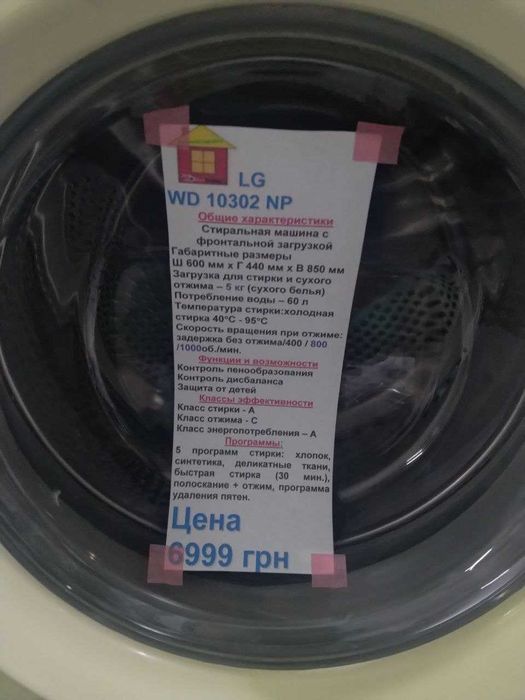 LG
WD 10302 NP
Общие характеристики
Стиральная машина с
фронтальной загрузкой
Габаритные размеры
Ш 600 мм x Г 440 мм x В 850 мм
Загрузка для стирки и сухого
отжима – 5 кг (сухого белья)
Потребление воды – 60 л
Температура стирки:холодная
стирка 40°C - 95°C
Скорость вращения при отжиме:
задержка без отжима/400 / 800
/1000об./мин.
Функции и возможности
Контроль пенообразования
Контроль дисбаланса
Защита от детей
Классы эффективности
Класс стирки - А
Класс отжима - С
Класс энергопотребления – А
Программы:
5 программ стирки: хлопок,
синтетика, деликатные ткани,
быстрая стирка (30 мин.),
полоскание + отжим, программа
удаления пятен.
Цена
6999 грн